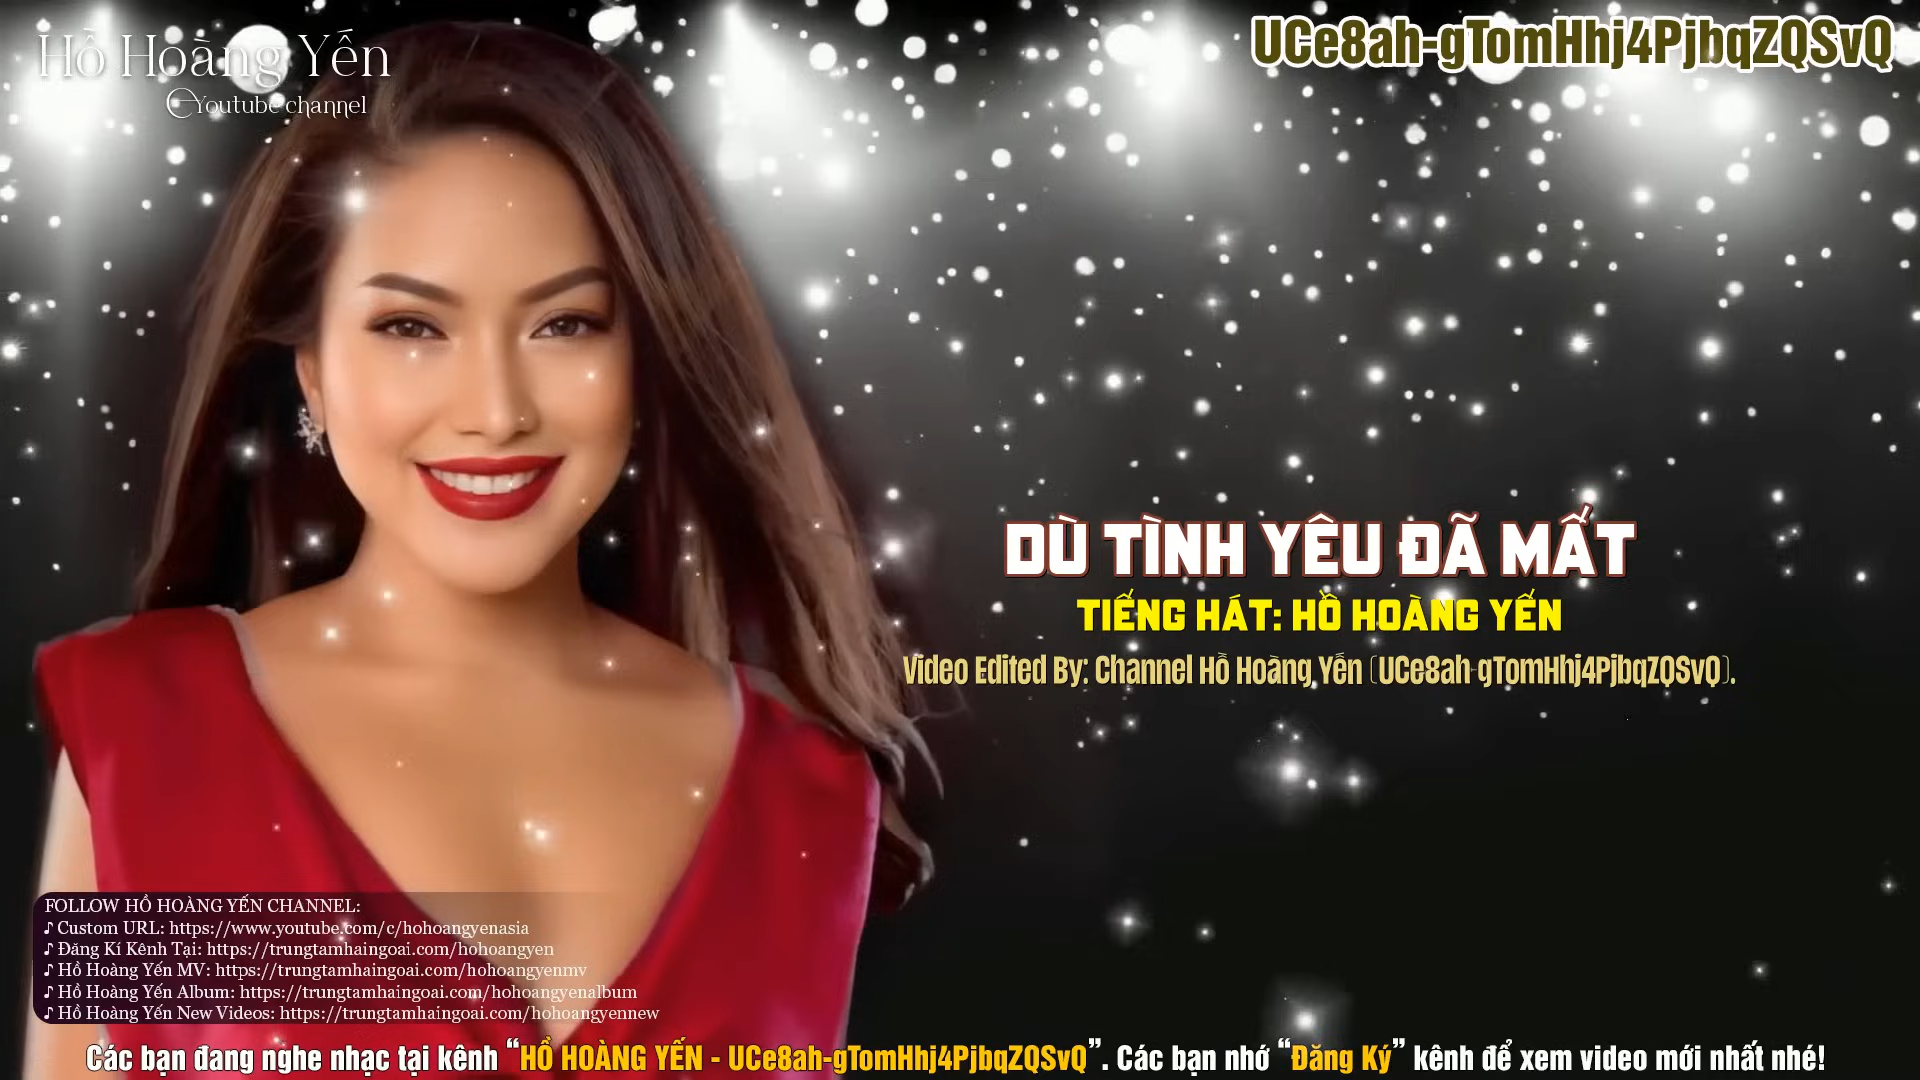 Hồ Hoàng Yến
Youtube channel
UCe8ah-gTomHhj4PjbqZQSvQ
DÙ TÌNH YÊU ĐÃ MẤT
TIẾNG HÁT: HỒ HOÀNG YẾN
Video Edited By: Channel Hồ Hoàng Yến (UCe8ah-gTomHhj4PjbqZQSvQ).
FOLLOW HỒ HOÀNG YẾN CHANNEL:
♪ Custom URL: https://www.youtube.com/c/hohoangyenasia
♪ Đăng Kí Kênh Tại: https://trungtamhaingoai.com/hohoangyen
♪ Hồ Hoàng Yến MV: https://trungtamhaingoai.com/hohoangyenmv
♪ Hồ Hoàng Yến Album: https://trungtamhaingoai.com/hohoangyenalbum
♪ Hồ Hoàng Yến New Videos: https://trungtamhaingoai.com/hohoangyennew
Các bạn đang nghe nhạc tại kênh “HỒ HOÀNG YẾN - UCe8ah-gTomHhj4PjbqZQSvQ”. Các bạn nhớ “Đăng Ký” kênh để xem video mới nhất nhé!